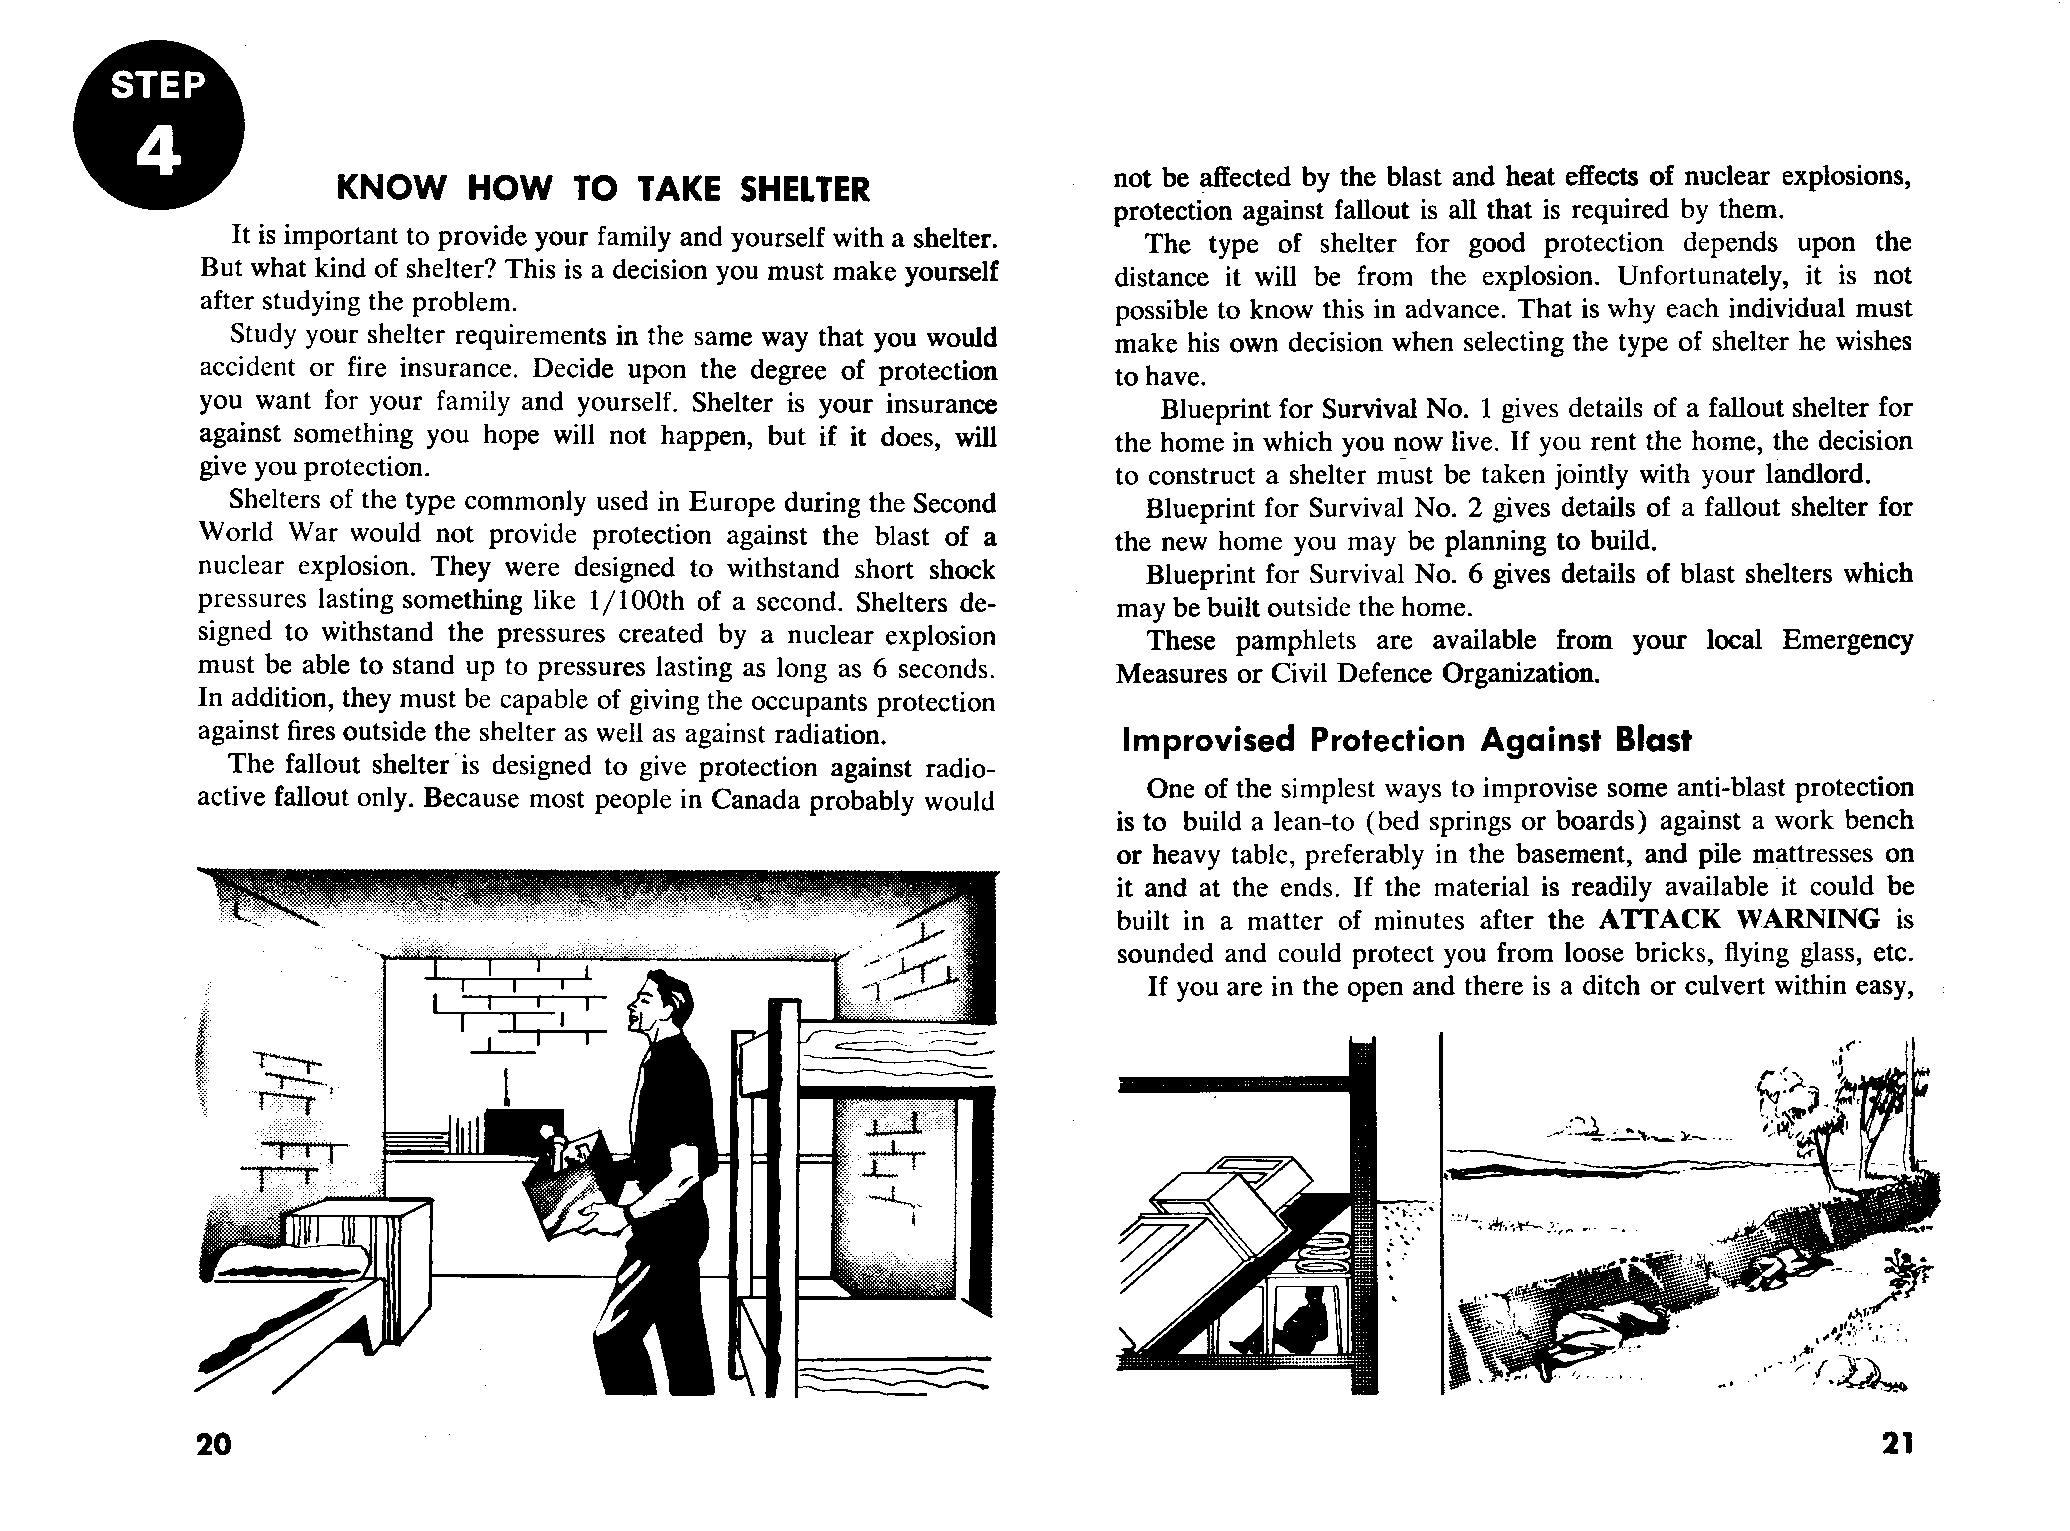 STEP
4
KNOW HOW TO TAKE SHELTER
It is important to provide your family and yourself with a shelter.
But what kind of shelter? This is a decision you must make yourself
after studying the problem.
Study your shelter requirements in the same way that you would
accident or fire insurance. Decide upon the degree of protection
you want for your family and yourself. Shelter is your insurance
against something you hope will not happen, but if it does, will
give you protection.
Shelters of the type commonly used in Europe during the Second
World War would not provide protection against the blast of a
nuclear explosion. They were designed to withstand short shock
pressures lasting something like 1/100th of a second. Shelters de-
signed to withstand the pressures created by a nuclear explosion
must be able to stand up to pressures lasting as long as 6 seconds.
In addition, they must be capable of giving the occupants protection
against fires outside the shelter as well as against radiation.
The fallout shelter is designed to give protection against radio-
active fallout only. Because most people in Canada probably would
20
not be affected by the blast and heat effects of nuclear explosions,
protection against fallout is all that is required by them.
The type of shelter for good protection depends upon the
distance it will be from the explosion. Unfortunately, it is not
possible to know this in advance. That is why each individual must
make his own decision when selecting the type of shelter he wishes
to have.
Blueprint for Survival No. 1 gives details of a fallout shelter for
the home in which you now live. If you rent the home, the decision
to construct a shelter must be taken jointly with your landlord.
Blueprint for Survival No. 2 gives details of a fallout shelter for
the new home you may be planning to build.
Blueprint for Survival No. 6 gives details of blast shelters which
may be built outside the home.
These pamphlets are available from your local Emergency
Measures or Civil Defence Organization.
Improvised Protection Against Blast
One of the simplest ways to improvise some anti-blast protection
is to build a lean-to (bed springs or boards) against a work bench
or heavy table, preferably in the basement, and pile mattresses on
it and at the ends. If the material is readily available it could be
built in a matter of minutes after the ATTACK WARNING is
sounded and could protect you from loose bricks, flying glass, etc.
If you are in the open and there is a ditch or culvert within easy,
21